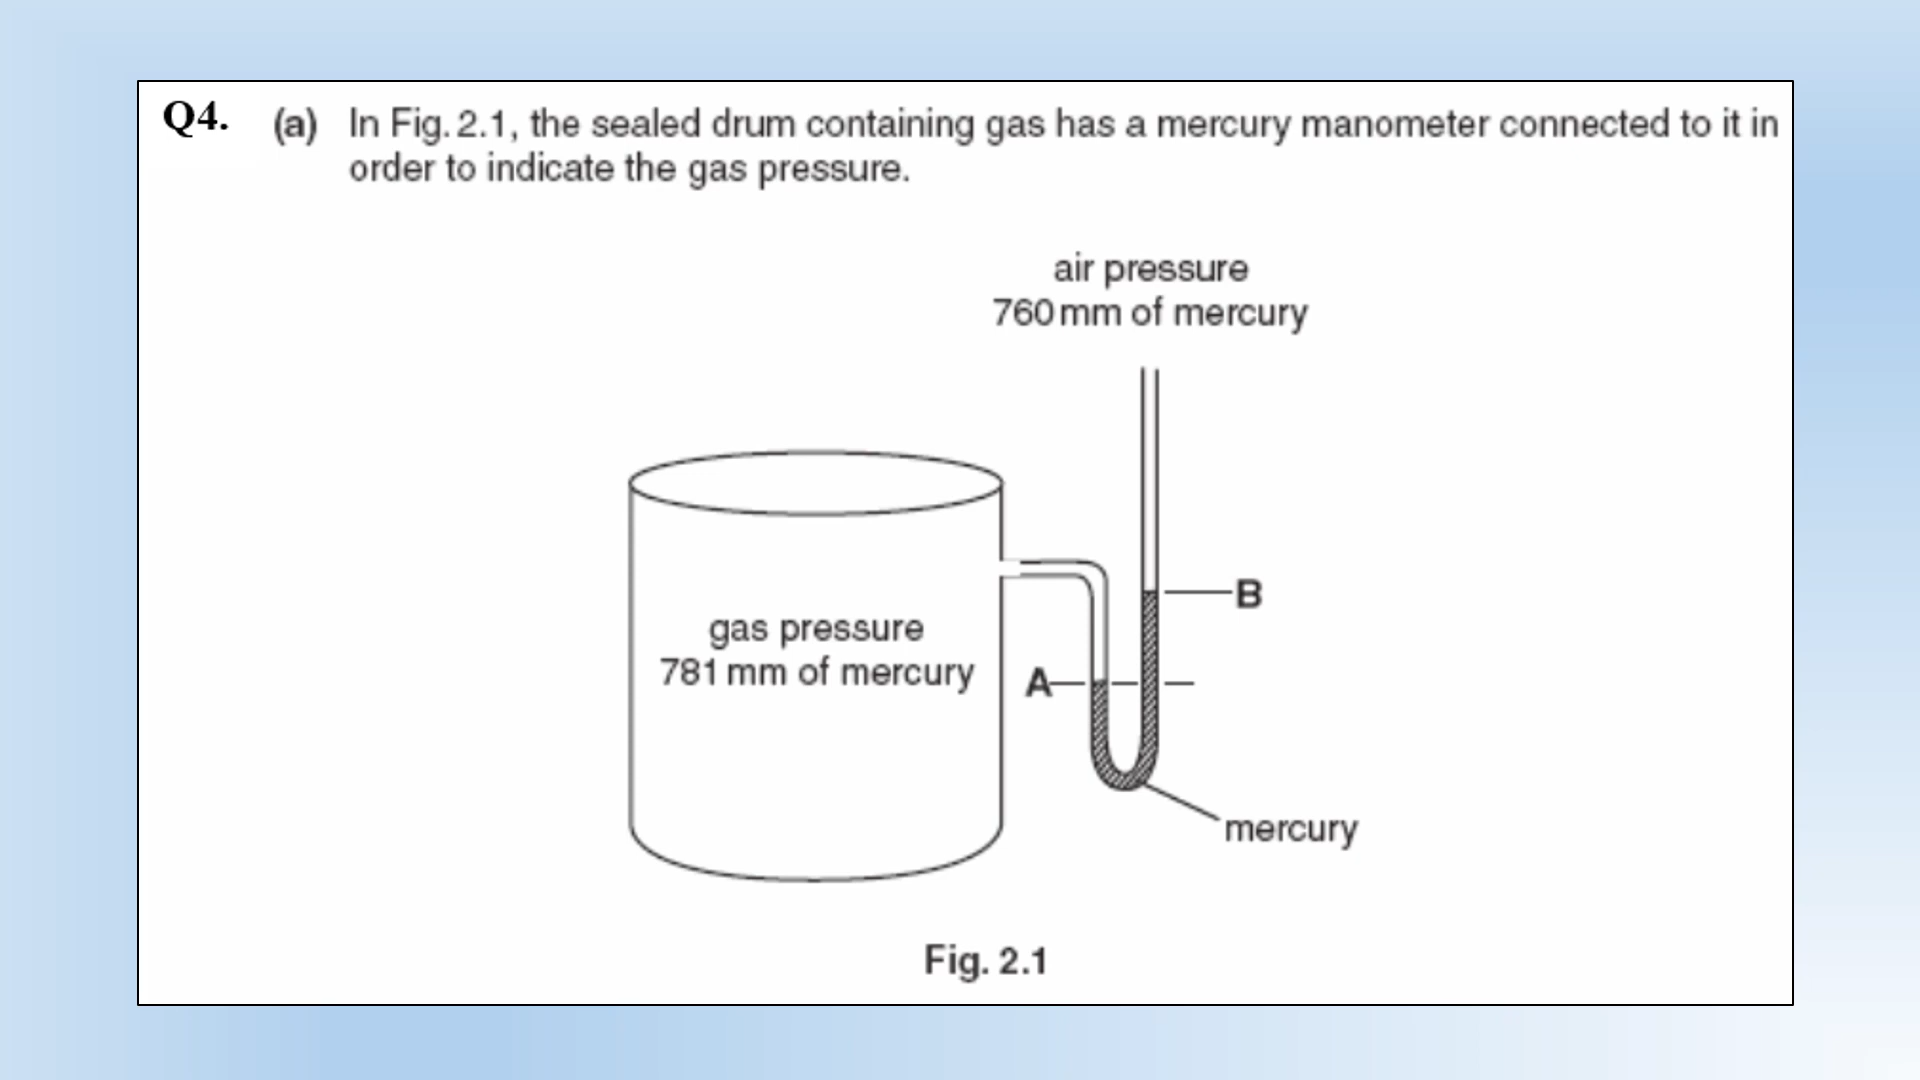 Q4. (a) In Fig. 2.1, the sealed drum containing gas has a mercury manometer connected to it in
order to indicate the gas pressure.
air pressure
760 mm of mercury
B
gas pressure
781 mm of mercury
A
mercury
Fig. 2.1